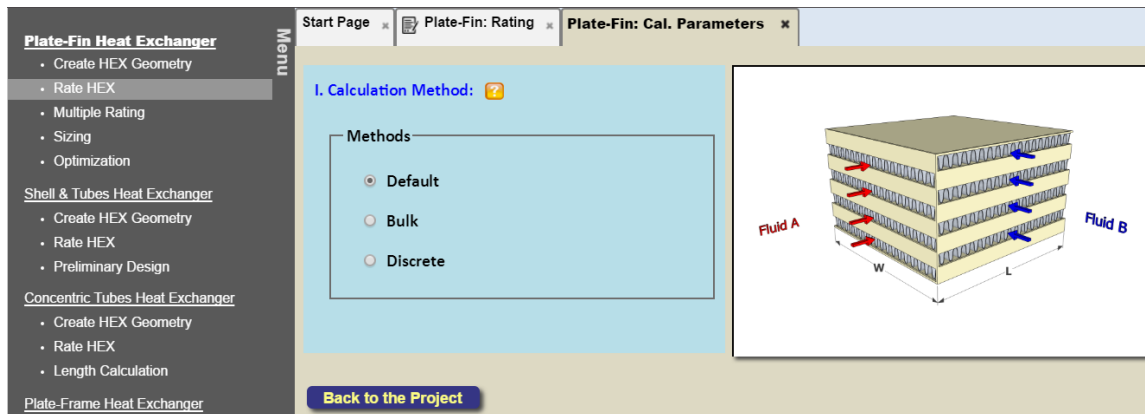 Plate-Fin Heat Exchanger
Create HEX Geometry
Rate HEX
Multiple Rating
Sizing
Optimization
Shell & Tubes Heat Exchanger
Create HEX Geometry
Rate HEX
Preliminary Design
Concentric Tubes Heat Exchanger
Create HEX Geometry
Rate HEX
Length Calculation
Plate-Frame Heat Exchanger
Menu
Start Page
Plate-Fin: Rating
Plate-Fin: Cal. Parameters
I. Calculation Method: ?
Methods
Default
Bulk
Discrete
Back to the Project
Fluid A
Fluid B
W
L